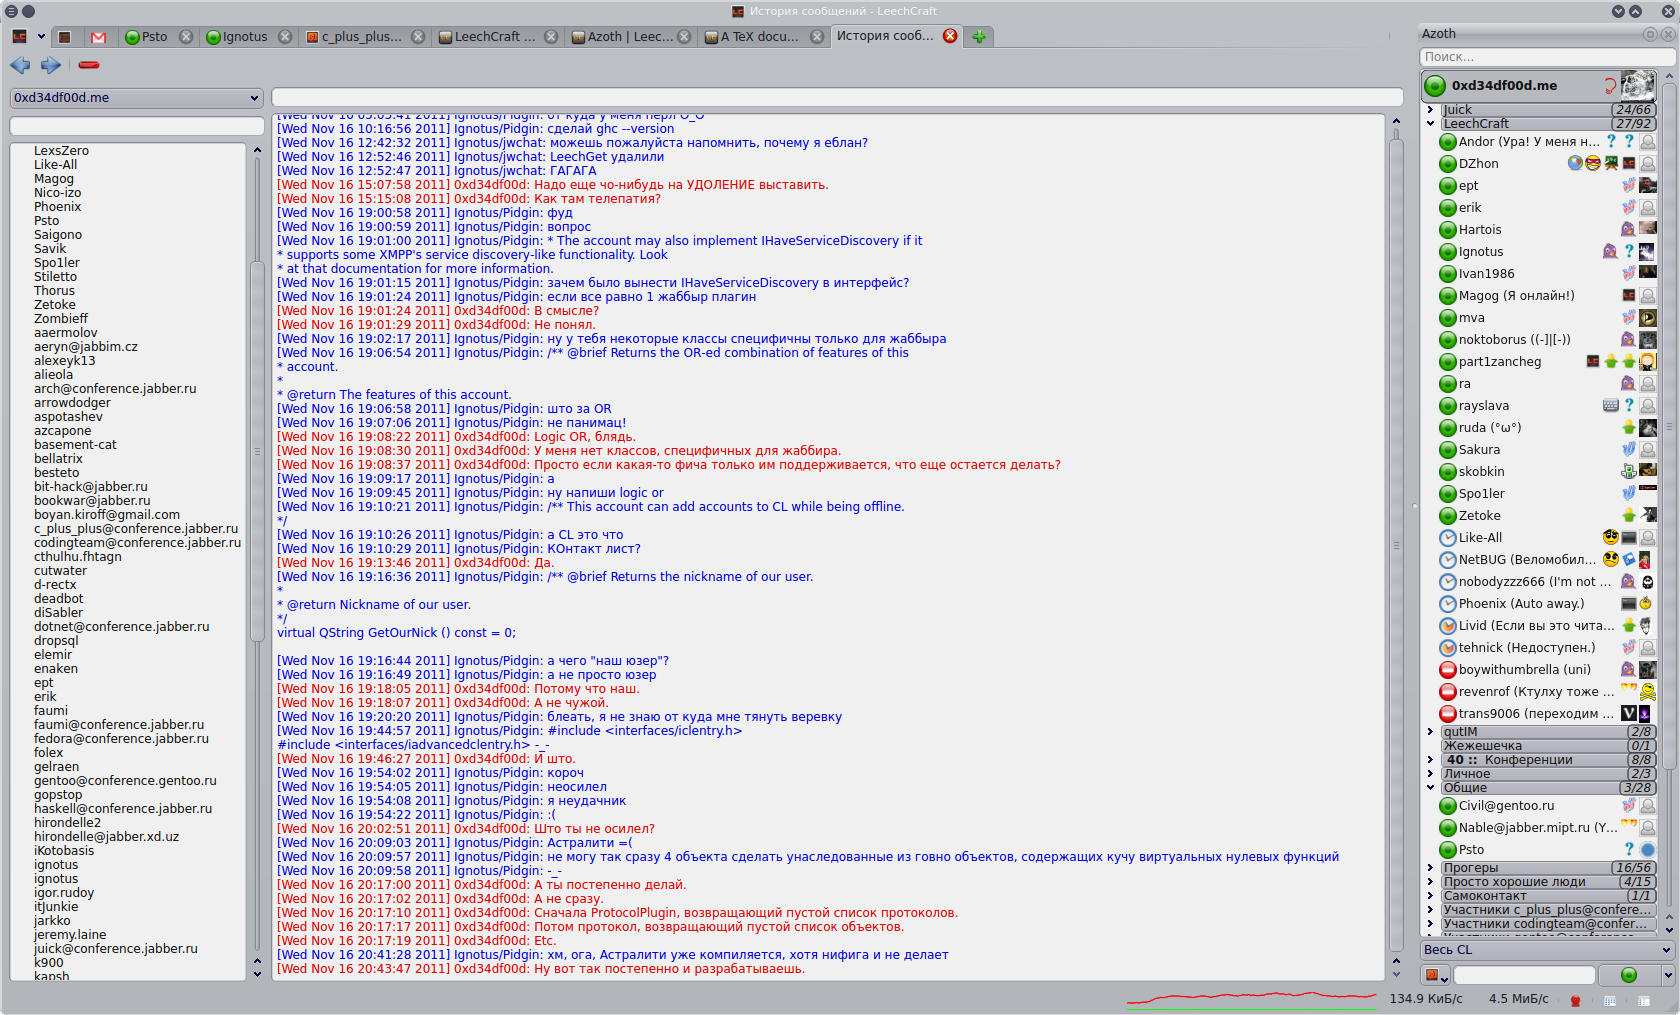 История сообщений - LeechCraft
Psto
Ignotus
c_plus_plus...
LeechCraft ...
Azoth | Leec...
A TeX docu...
История сооб...
0xd34df00d.me
LexsZero
Like-All
Magog
Nico-izo
Phoenix
Psto
Saigono
Savik
Spo1ler
Stiletto
Thorus
Zetoke
Zombieff
aaermolov
aeryn@jabbim.cz
alexeyk13
alieola
arch@conference.jabber.ru
arrowdodger
aspotashev
azcapone
basement-cat
bellatrix
besteto
bit-hack@jabber.ru
bookwar@jabber.ru
boyan.kiroff@gmail.com
c_plus_plus@conference.jabber.ru
codingteam@conference.jabber.ru
cthulhu.fhtagn
cutwater
d-rectx
deadbot
diSabler
dotnet@conference.jabber.ru
dropsql
elemir
enaken
ept
erik
faumi
faumi@conference.jabber.ru
fedora@conference.jabber.ru
folex
gelraen
gentoo@conference.gentoo.ru
gopstop
haskell@conference.jabber.ru
hirondelle2
hirondelle@jabber.xd.uz
iKotobasis
ignotus
ignotus
igor.rudoy
itJunkie
jarkko
jeremy.laine
juick@conference.jabber.ru
k900
kapsh
[Wed Nov 16 05:05:41 2011] Ignotus/Pidgin: от куда у меня перл O_O
[Wed Nov 16 10:16:56 2011] Ignotus/Pidgin: сделай ghc --version
[Wed Nov 16 12:42:32 2011] Ignotus/jwchat: можешь пожалуйста напомнить, почему я еблан?
[Wed Nov 16 12:52:46 2011] Ignotus/jwchat: LeechGet удалили
[Wed Nov 16 12:52:47 2011] Ignotus/jwchat: ГАГАГА
[Wed Nov 16 15:07:58 2011] 0xd34df00d: Надо еще чо-нибудь на УДОЛЕНИЕ выставить.
[Wed Nov 16 15:15:08 2011] 0xd34df00d: Как там телепатия?
[Wed Nov 16 19:00:58 2011] Ignotus/Pidgin: фуд
[Wed Nov 16 19:00:59 2011] Ignotus/Pidgin: вопрос
[Wed Nov 16 19:01:00 2011] Ignotus/Pidgin: * The account may also implement IHaveServiceDiscovery if it
* supports some XMPP's service discovery-like functionality. Look
* at that documentation for more information.
[Wed Nov 16 19:01:15 2011] Ignotus/Pidgin: зачем было вынести IHaveServiceDiscovery в интерфейс?
[Wed Nov 16 19:01:24 2011] Ignotus/Pidgin: если все равно 1 жаббыр плагин
[Wed Nov 16 19:01:24 2011] 0xd34df00d: В смысле?
[Wed Nov 16 19:01:29 2011] 0xd34df00d: Не понял.
[Wed Nov 16 19:02:17 2011] Ignotus/Pidgin: ну у тебя некоторые классы специфичны только для жаббыра
[Wed Nov 16 19:06:54 2011] Ignotus/Pidgin: /** @brief Returns the OR-ed combination of features of this
* account.
*
* @return The features of this account.
[Wed Nov 16 19:06:58 2011] Ignotus/Pidgin: што за OR
[Wed Nov 16 19:07:06 2011] Ignotus/Pidgin: не панимац!
[Wed Nov 16 19:08:22 2011] 0xd34df00d: Logic OR, блядь.
[Wed Nov 16 19:08:30 2011] 0xd34df00d: У меня нет классов, специфичных для жаббира.
[Wed Nov 16 19:08:37 2011] 0xd34df00d: Просто если какая-то фича только им поддерживается, что еще остается делать?
[Wed Nov 16 19:09:17 2011] Ignotus/Pidgin: а
[Wed Nov 16 19:09:45 2011] Ignotus/Pidgin: ну напиши logic or
[Wed Nov 16 19:10:21 2011] Ignotus/Pidgin: /** This account can add accounts to CL while being offline.
*/
[Wed Nov 16 19:10:26 2011] Ignotus/Pidgin: а CL это что
[Wed Nov 16 19:10:29 2011] Ignotus/Pidgin: КОнтакт лист?
[Wed Nov 16 19:13:46 2011] 0xd34df00d: Да.
[Wed Nov 16 19:16:36 2011] Ignotus/Pidgin: /** @brief Returns the nickname of our user.
*
* @return Nickname of our user.
*/
virtual QString GetOurNick () const = 0;
[Wed Nov 16 19:16:44 2011] Ignotus/Pidgin: а чего "наш юзер"?
[Wed Nov 16 19:16:49 2011] Ignotus/Pidgin: а не просто юзер
[Wed Nov 16 19:18:05 2011] 0xd34df00d: Потому что наш.
[Wed Nov 16 19:18:07 2011] 0xd34df00d: А не чужой.
[Wed Nov 16 19:20:20 2011] Ignotus/Pidgin: блеать, я не знаю от куда мне тянуть веревку
[Wed Nov 16 19:44:57 2011] Ignotus/Pidgin: #include <interfaces/iclentry.h>
#include <interfaces/iadvancedclentry.h> -_-
[Wed Nov 16 19:46:27 2011] 0xd34df00d: И што.
[Wed Nov 16 19:54:02 2011] Ignotus/Pidgin: короч
[Wed Nov 16 19:54:05 2011] Ignotus/Pidgin: неосилел
[Wed Nov 16 19:54:08 2011] Ignotus/Pidgin: я неудачник
[Wed Nov 16 19:54:22 2011] Ignotus/Pidgin: :(
[Wed Nov 16 20:02:51 2011] 0xd34df00d: Што ты не осилел?
[Wed Nov 16 20:09:03 2011] Ignotus/Pidgin: Астралити =(
[Wed Nov 16 20:09:57 2011] Ignotus/Pidgin: не могу так сразу 4 объекта сделать унаследованные из говно объектов, содержащих кучу виртуальных нулевых функций
[Wed Nov 16 20:09:58 2011] Ignotus/Pidgin: -_-
[Wed Nov 16 20:17:00 2011] 0xd34df00d: А ты постепенно делай.
[Wed Nov 16 20:17:02 2011] 0xd34df00d: А не сразу.
[Wed Nov 16 20:17:10 2011] 0xd34df00d: Сначала ProtocolPlugin, возвращающий пустой список протоколов.
[Wed Nov 16 20:17:17 2011] 0xd34df00d: Потом протокол, возвращающий пустой список объектов.
[Wed Nov 16 20:17:19 2011] 0xd34df00d: Etc.
[Wed Nov 16 20:41:28 2011] Ignotus/Pidgin: хм, ога, Астралити уже компиляется, хотя нифига и не делает
[Wed Nov 16 20:43:47 2011] 0xd34df00d: Ну вот так постепенно и разрабатываешь.
Azoth
Поиск...
0xd34df00d.me
Juick 24/66
LeechCraft 27/92
Andor (Ура! У меня н...
DZhon
ept
erik
Hartois
Ignotus
Ivan1986
Magog (Я онлайн!)
mva
noktoborus ((-]|[-))
part1zancheg
ra
rayslava
ruda (°ω°)
Sakura
skobkin
Spo1ler
Zetoke
Like-All
NetBUG (Веломобил...
nobodyzzz666 (I'm not ...
Phoenix (Auto away.)
Livid (Если вы это чита...
tehnick (Недоступен.)
boywithumbrella (uni)
revenrof (Ктулху тоже ...
trans9006 (переходим ...
qutIM 2/8
Жежешечка 0/1
40 :: Конференции 8/8
Личное 2/3
Общие 3/28
Civil@gentoo.ru
Nable@jabber.mipt.ru (Y...
Psto
Прогеры 16/56
Просто хорошие люди 4/15
Самоконтакт 1/1
Участники c_plus_plus@confere...
Участники codingteam@confer...
Весь CL
134.9 КиБ/с 4.5 МиБ/с